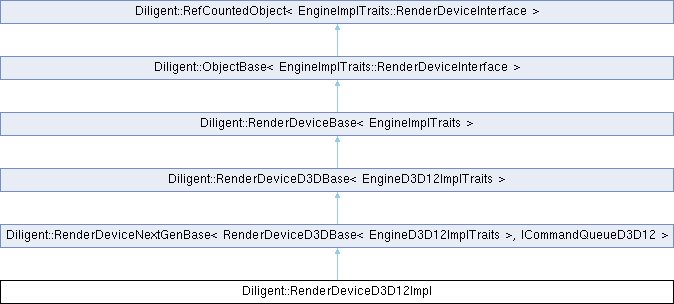 Diligent::RefCountedObject< EngineImplTraits::RenderDeviceInterface >
Diligent::ObjectBase< EngineImplTraits::RenderDeviceInterface >
Diligent::RenderDeviceBase< EngineImplTraits >
Diligent::RenderDeviceD3DBase< EngineD3D12ImplTraits >
Diligent::RenderDeviceNextGenBase< RenderDeviceD3DBase< EngineD3D12ImplTraits >, ICommandQueueD3D12 >
Diligent::RenderDeviceD3D12Impl